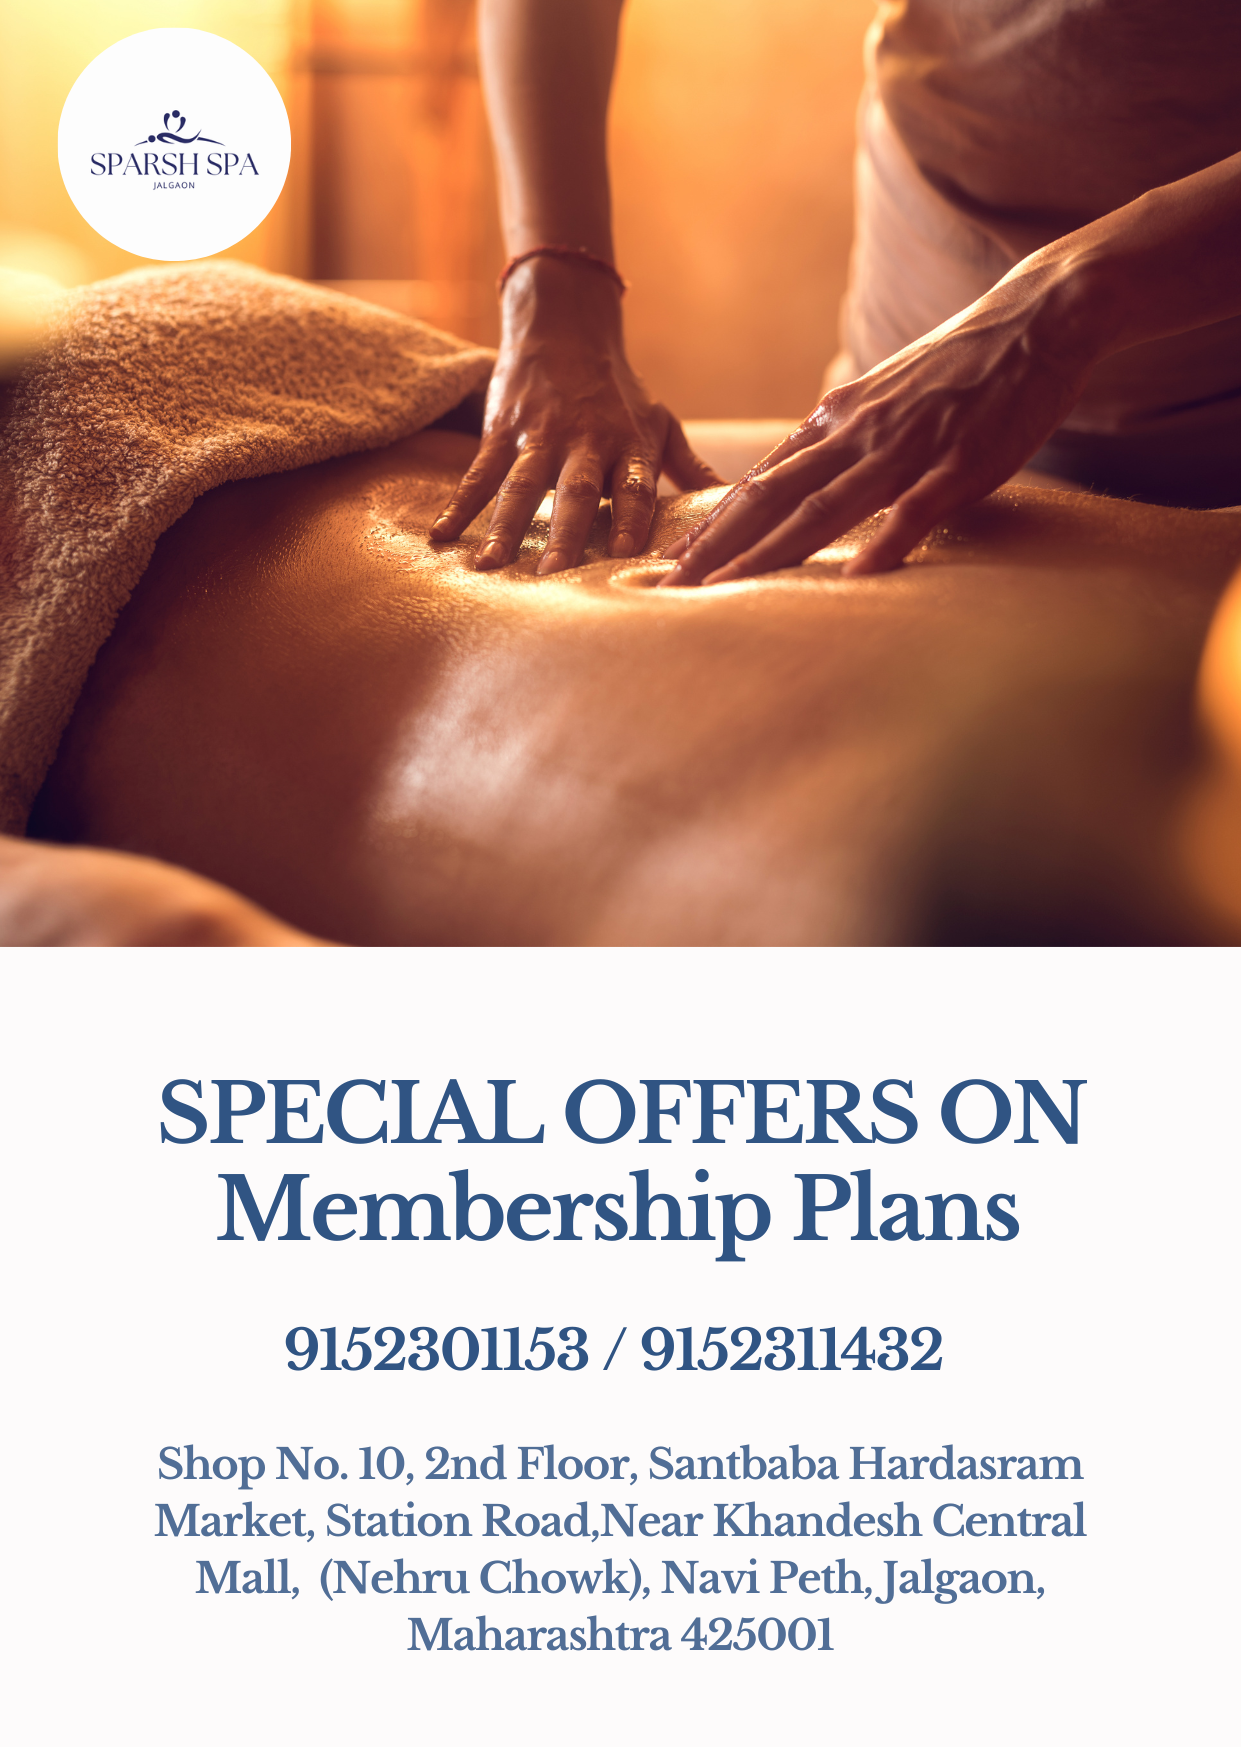 SPARSH SPA
JALGAON
SPECIAL OFFERS ON
Membership Plans
9152301153 / 9152311432
Shop No. 10, 2nd Floor, Santbaba Hardasram
Market, Station Road,Near Khandesh Central
Mall,  (Nehru Chowk), Navi Peth, Jalgaon,
Maharashtra 425001